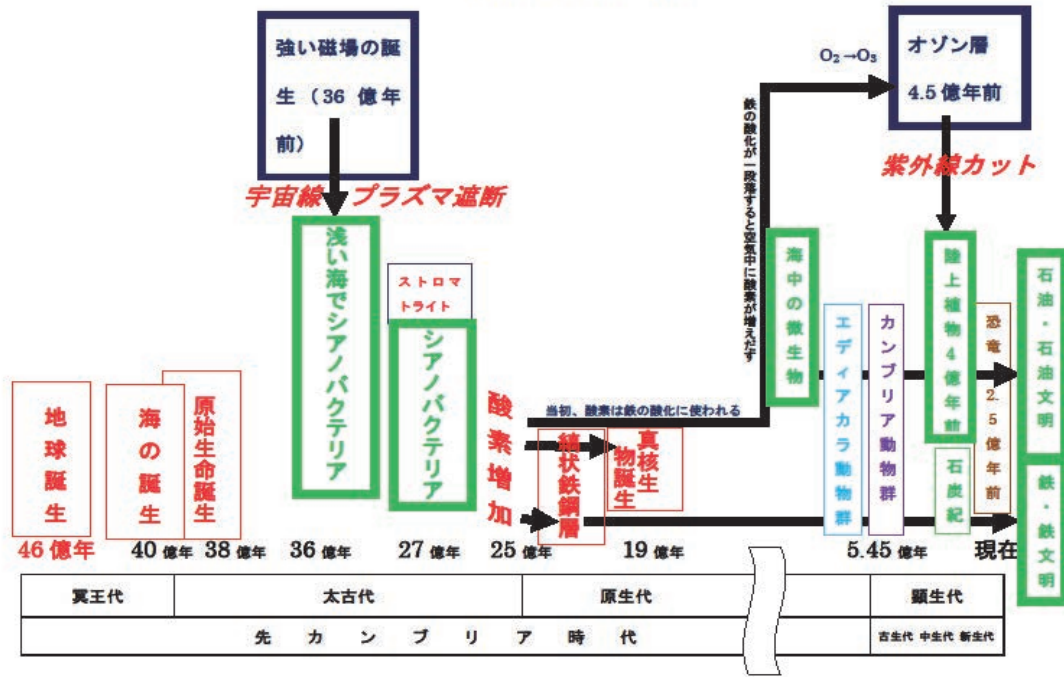 強い磁場の誕
生(36 億年
前)
O₂→O₃
オゾン層
4.5億年前
宇宙線 プラズマ遮断
紫外線カット
鉄の酸化が一段落すると空気中に酸素が増えだす
浅い海でシアノバクテリア
ストロマ
トライト
シアノバクテリア
海中の微生物
陸上植物4億年前
石油・石油文明
エディアカラ動物群
カンブリア動物群
恐竜 2.5億年前
地球誕生
海の誕生
原始生命誕生
酸素増加
当初、酸素は鉄の酸化に使われる
縞状鉄鋼層
真核生
物誕生
石炭紀
鉄・鉄文明
46 億年
40 億年
38 億年
36 億年
27 億年
25 億年
19 億年
5.45 億年
現在
冥王代
太古代
原生代
顕生代
先カンブリア時代
古生代 中生代 新生代